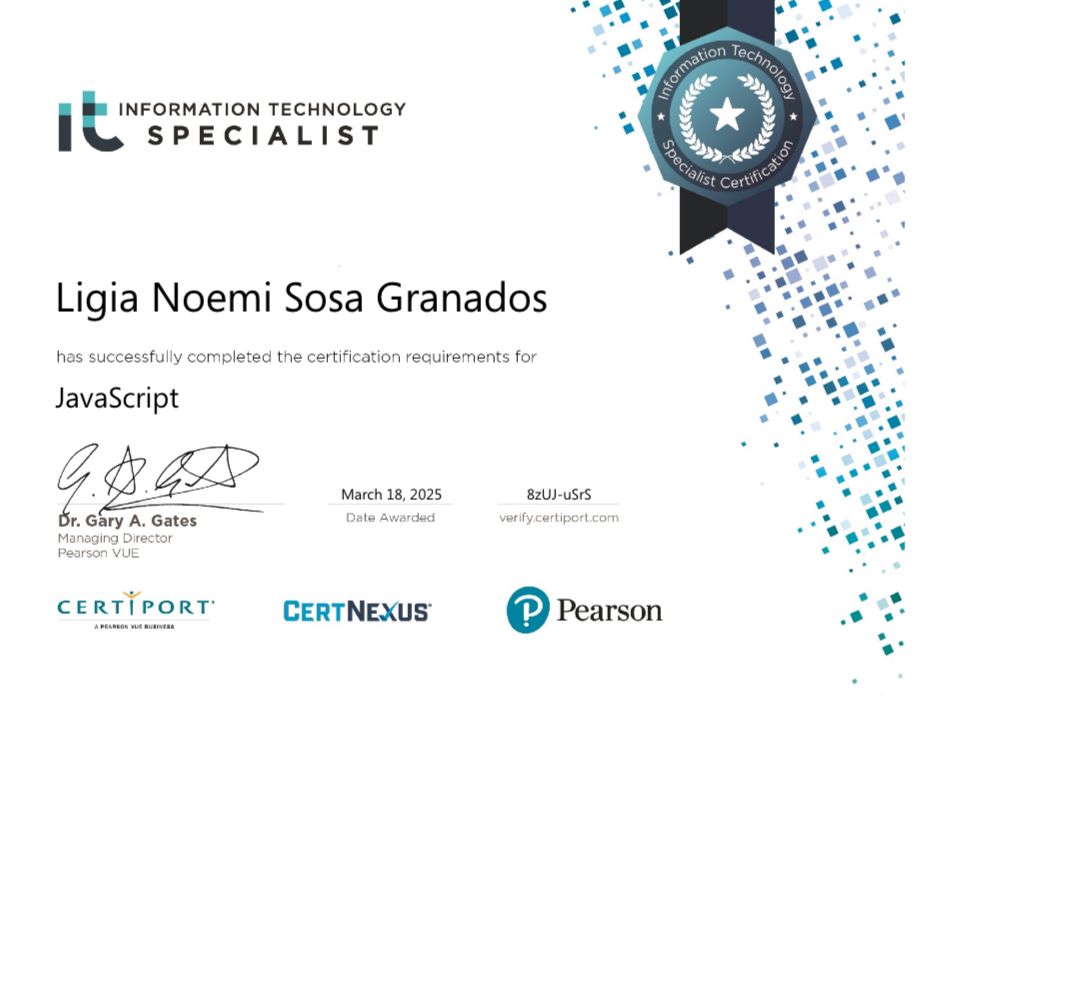 it INFORMATION TECHNOLOGY
SPECIALIST
Information Technology
Specialist Certification
Ligia Noemi Sosa Granados
has successfully completed the certification requirements for
JavaScript
March 18, 2025
8zUJ-uSrS
Dr. Gary A. Gates
Date Awarded
verify.certiport.com
Managing Director
Pearson VUE
CERTIPORT
A PEARSON VUE BUSINESS
CERTNEXUS
P Pearson